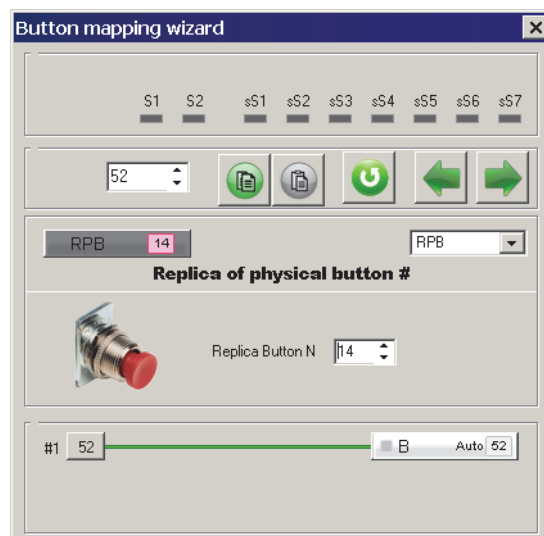 Button mapping wizard
S1 S2 sS1 sS2 sS3 sS4 sS5 sS6 sS7
52
RPB 14 RPB
Replica of physical button #
Replica Button N 14
#1 52 B Auto 52